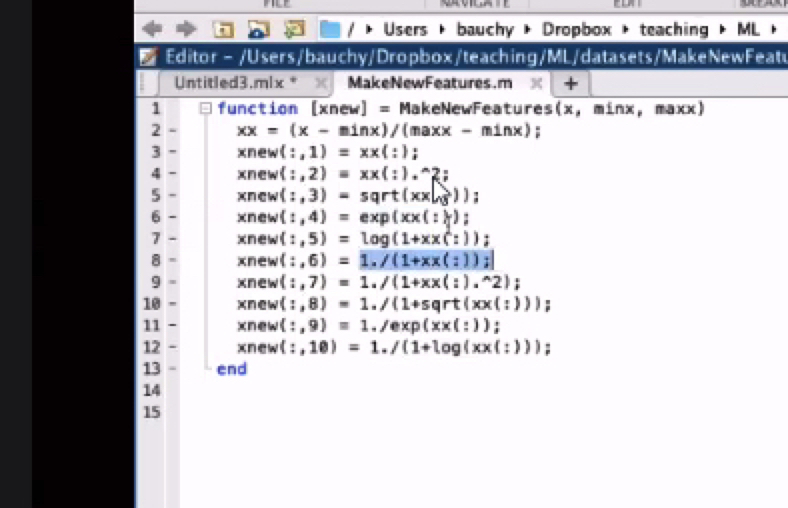 FILE NAVIGATE EDIT
/ ▸ Users ▸ bauchy ▸ Dropbox ▸ teaching ▸ ML ▸
Editor - /Users/bauchy/Dropbox/teaching/ML/datasets/MakeNewFeatu
Untitled3.mlx * × MakeNewFeatures.m × +
1 function [xnew] = MakeNewFeatures(x, minx, maxx)
2 - xx = (x - minx)/(maxx - minx);
3 - xnew(:,1) = xx(:);
4 - xnew(:,2) = xx(:).^2;
5 - xnew(:,3) = sqrt(xx(:));
6 - xnew(:,4) = exp(xx(:));
7 - xnew(:,5) = log(1+xx(:));
8 - xnew(:,6) = 1./(1+xx(:));
9 - xnew(:,7) = 1./(1+xx(:).^2);
10 - xnew(:,8) = 1./(1+sqrt(xx(:)));
11 - xnew(:,9) = 1./exp(xx(:));
12 - xnew(:,10) = 1./(1+log(xx(:)));
13 - end
14
15